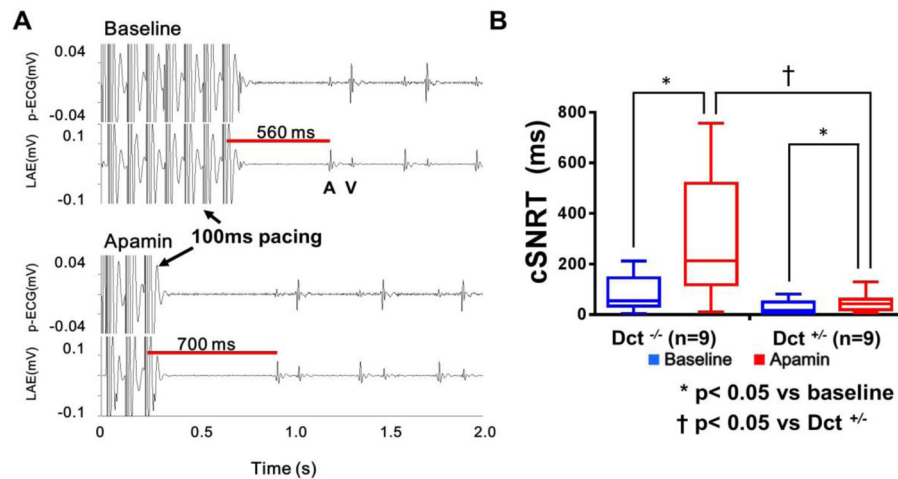 A
Baseline
0.04
-0.04
p-ECG(mV)
0.1
-0.1
LAE(mV)
560 ms
A V
100ms pacing
Apamin
0.04
-0.04
p-ECG(mV)
700 ms
0.1
-0.1
LAE(mV)
0 0.5 1.0 1.5 2.0
Time (s)
B
* † *
cSNRT (ms)
800
600
400
200
0
Dct -/- (n=9) Dct +/- (n=9)
Baseline Apamin
* p< 0.05 vs baseline
† p< 0.05 vs Dct +/-